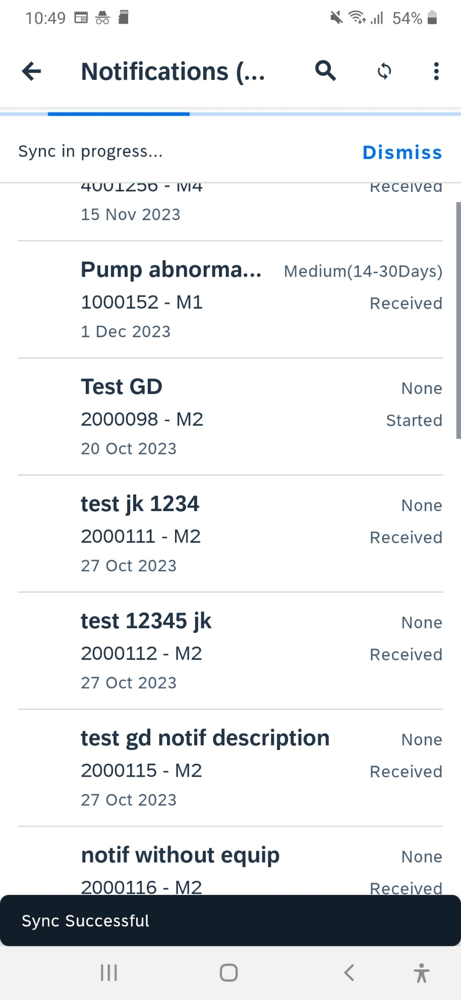 10:49
54%
Notifications (...
Sync in progress...
Dismiss
4001256 - M4
Received
15 Nov 2023
Pump abnorma...
Medium(14-30Days)
1000152 - M1
Received
1 Dec 2023
Test GD
None
2000098 - M2
Started
20 Oct 2023
test jk 1234
None
2000111 - M2
Received
27 Oct 2023
test 12345 jk
None
2000112 - M2
Received
27 Oct 2023
test gd notif description
None
2000115 - M2
Received
27 Oct 2023
notif without equip
None
2000116 - M2
Received
Sync Successful